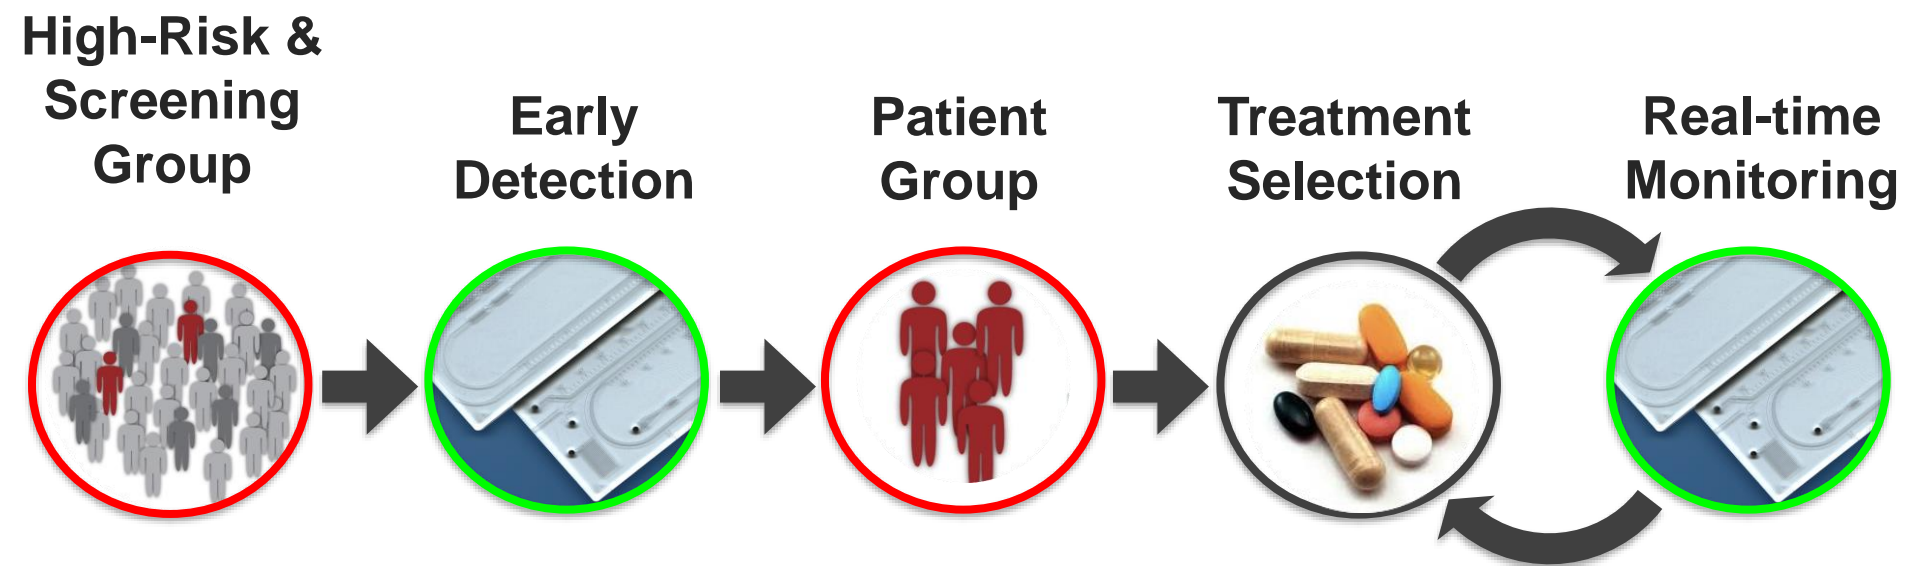 High-Risk &
Screening
Group
Early
Detection
Patient
Group
Treatment
Selection
Real-time
Monitoring